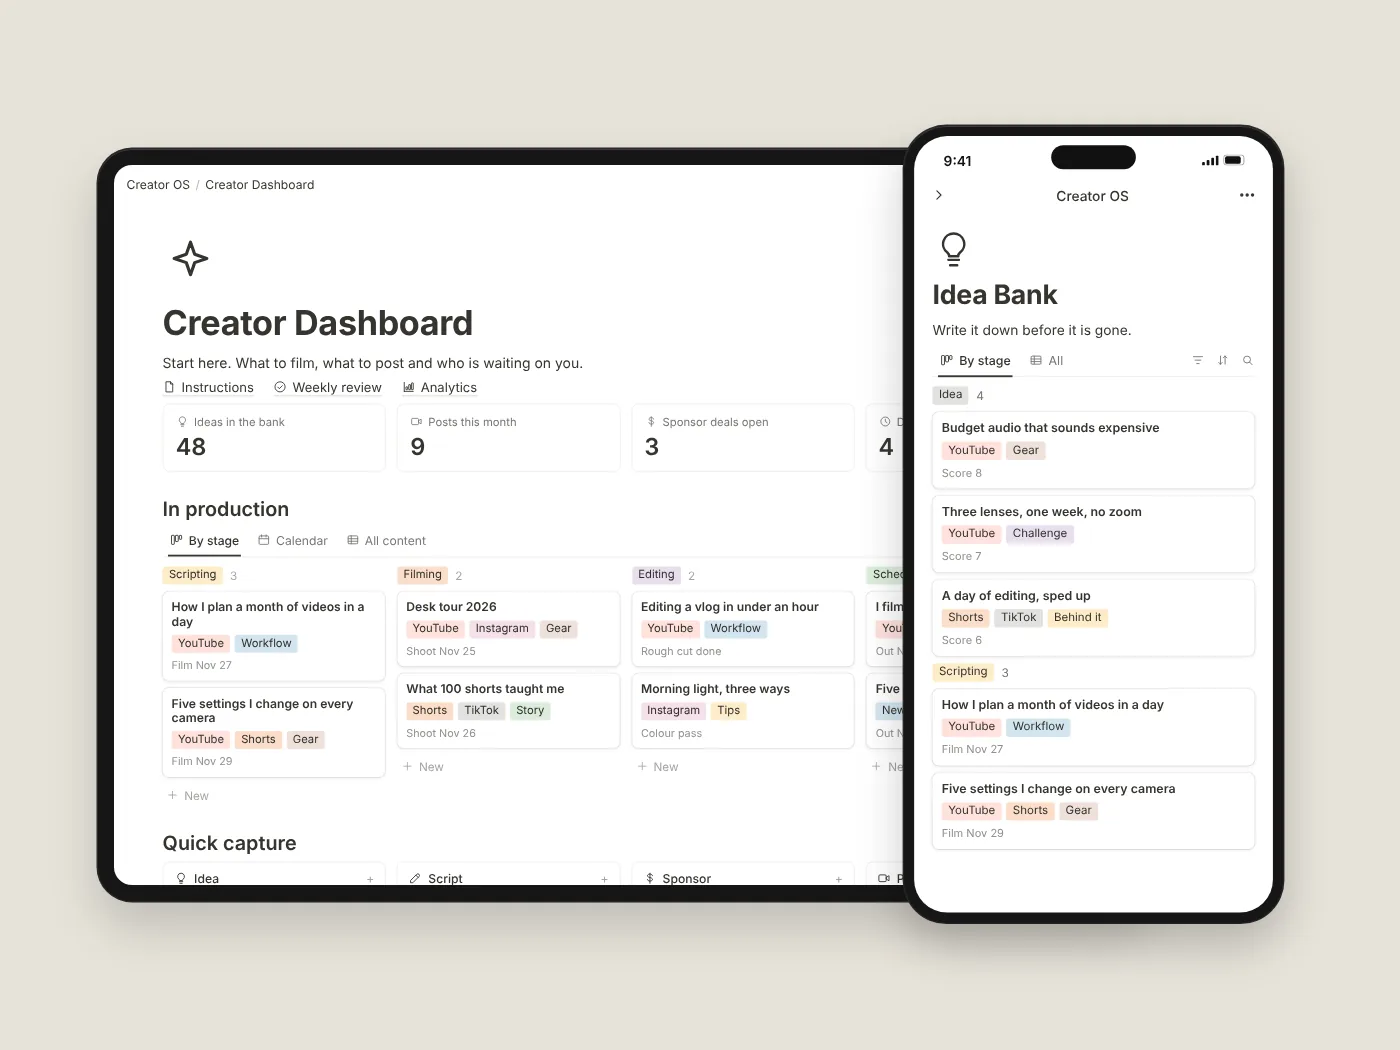 Creator OS / Creator Dashboard
Creator Dashboard
Start here. What to film, what to post and who is waiting on you.
Instructions
Weekly review
Analytics
Ideas in the bank
48
Posts this month
9
Sponsor deals open
3
4
In production
By stage
Calendar
All content
Scripting 3
How I plan a month of videos in a
day
YouTube Workflow
Film Nov 27
Five settings I change on every
camera
YouTube Shorts Gear
Film Nov 29
+ New
Filming 2
Desk tour 2026
YouTube Instagram Gear
Shoot Nov 25
What 100 shorts taught me
Shorts TikTok Story
Shoot Nov 26
+ New
Editing 2
Editing a vlog in under an hour
YouTube Workflow
Rough cut done
Morning light, three ways
Instagram Tips
Colour pass
+ New
Sched
I film
You
Out N
Five
New
Out N
+ Ne
Quick capture
Idea +
Script +
Sponsor +
9:41
Creator OS
Idea Bank
Write it down before it is gone.
By stage
All
Idea 4
Budget audio that sounds expensive
YouTube Gear
Score 8
Three lenses, one week, no zoom
YouTube Challenge
Score 7
A day of editing, sped up
Shorts TikTok Behind it
Score 6
Scripting 3
How I plan a month of videos in a day
YouTube Workflow
Film Nov 27
Five settings I change on every camera
YouTube Shorts Gear
Film Nov 29